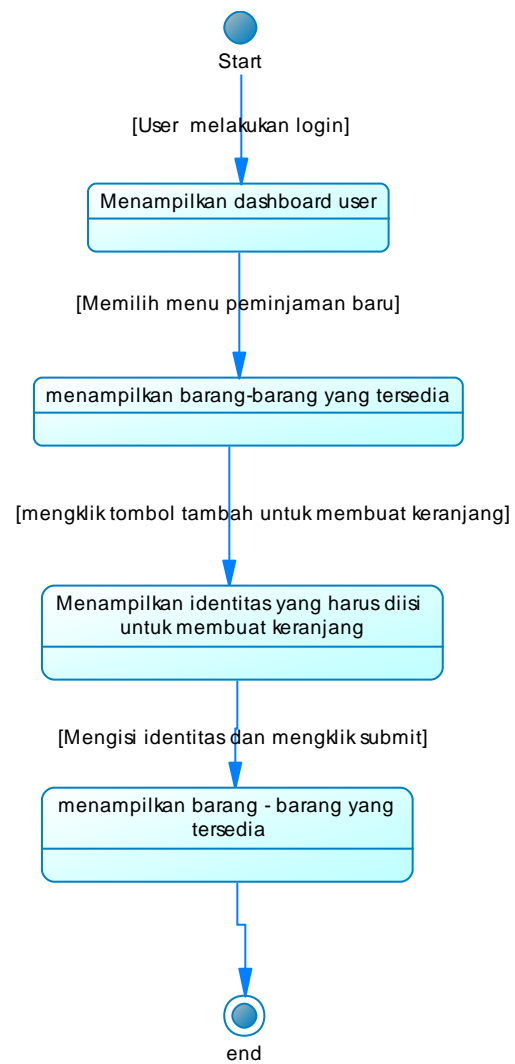 Start
[User  melakukan login]
Menampilkan dashboard user
[Memilih menu peminjaman baru]
menampilkan barang-barang yang tersedia
[mengklik tombol tambah untuk membuat keranjang]
Menampilkan identitas yang harus diisi
untuk membuat keranjang
[Mengisi identitas dan mengklik submit]
menampilkan barang - barang yang
tersedia
end